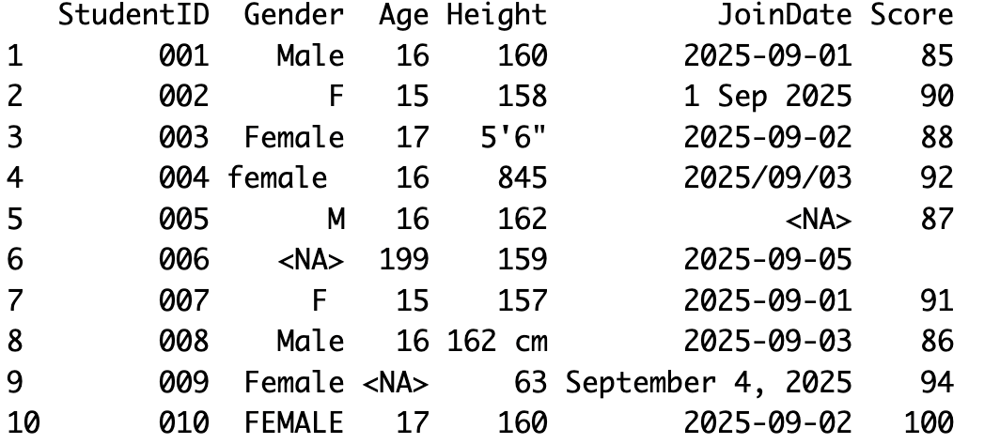 StudentID Gender Age Height JoinDate Score
1 001 Male 16 160 2025-09-01 85
2 002 F 15 158 1 Sep 2025 90
3 003 Female 17 5'6" 2025-09-02 88
4 004 female 16 845 2025/09/03 92
5 005 M 16 162 <NA> 87
6 006 <NA> 199 159 2025-09-05
7 007 F 15 157 2025-09-01 91
8 008 Male 16 162 cm 2025-09-03 86
9 009 Female <NA> 63 September 4, 2025 94
10 010 FEMALE 17 160 2025-09-02 100